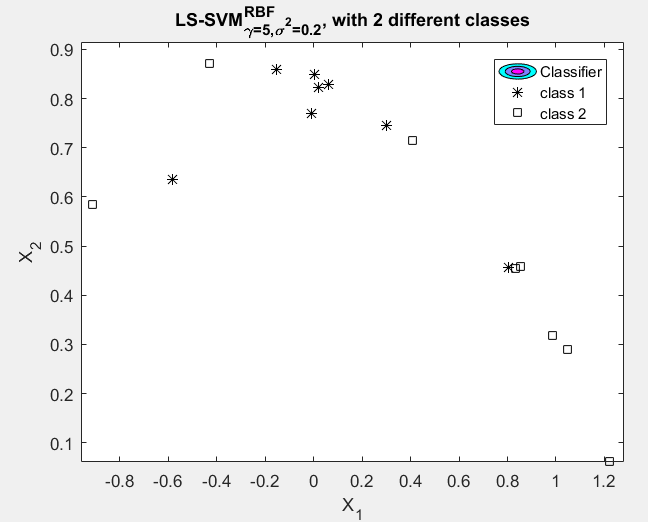 LS-SVM^RBF_γ=5,σ²=0.2, with 2 different classes
Classifier
class 1
class 2
0.9
0.8
0.7
0.6
0.5
0.4
0.3
0.2
0.1
X_2
-0.8 -0.6 -0.4 -0.2 0 0.2 0.4 0.6 0.8 1 1.2
X_1